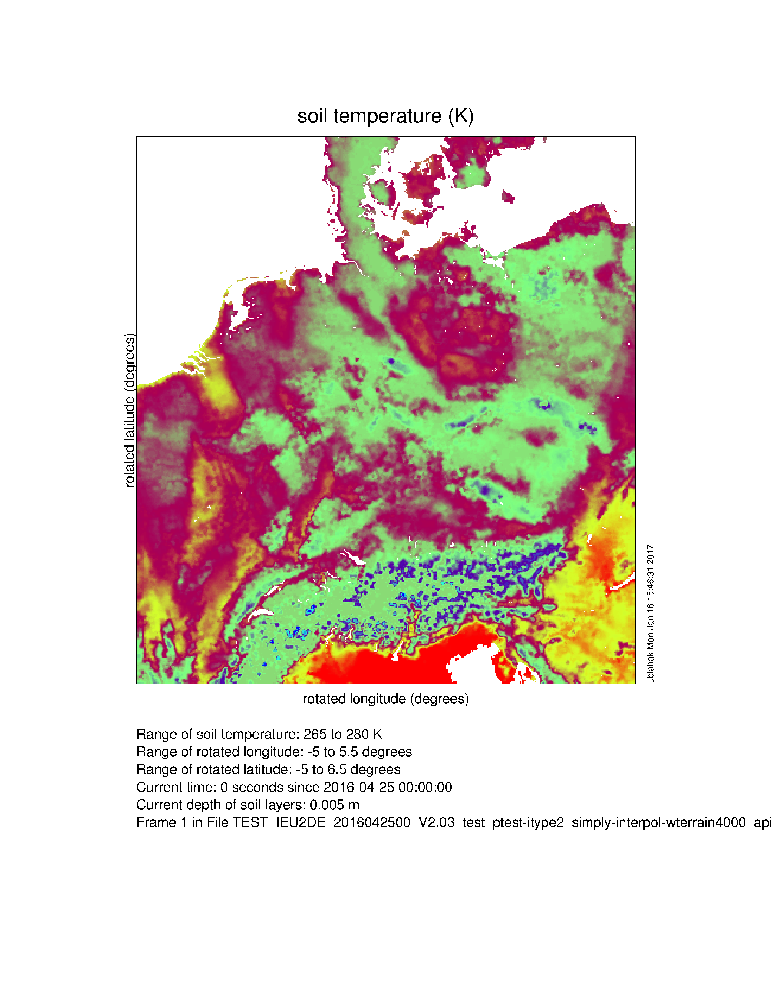 soil temperature (K)
rotated latitude (degrees)
rotated longitude (degrees)
ublahak Mon Jan 16 15:46:31 2017
Range of soil temperature: 265 to 280 K
Range of rotated longitude: -5 to 5.5 degrees
Range of rotated latitude: -5 to 6.5 degrees
Current time: 0 seconds since 2016-04-25 00:00:00
Current depth of soil layers: 0.005 m
Frame 1 in File TEST_IEU2DE_2016042500_V2.03_test_ptest-itype2_simply-interpol-wterrain4000_api